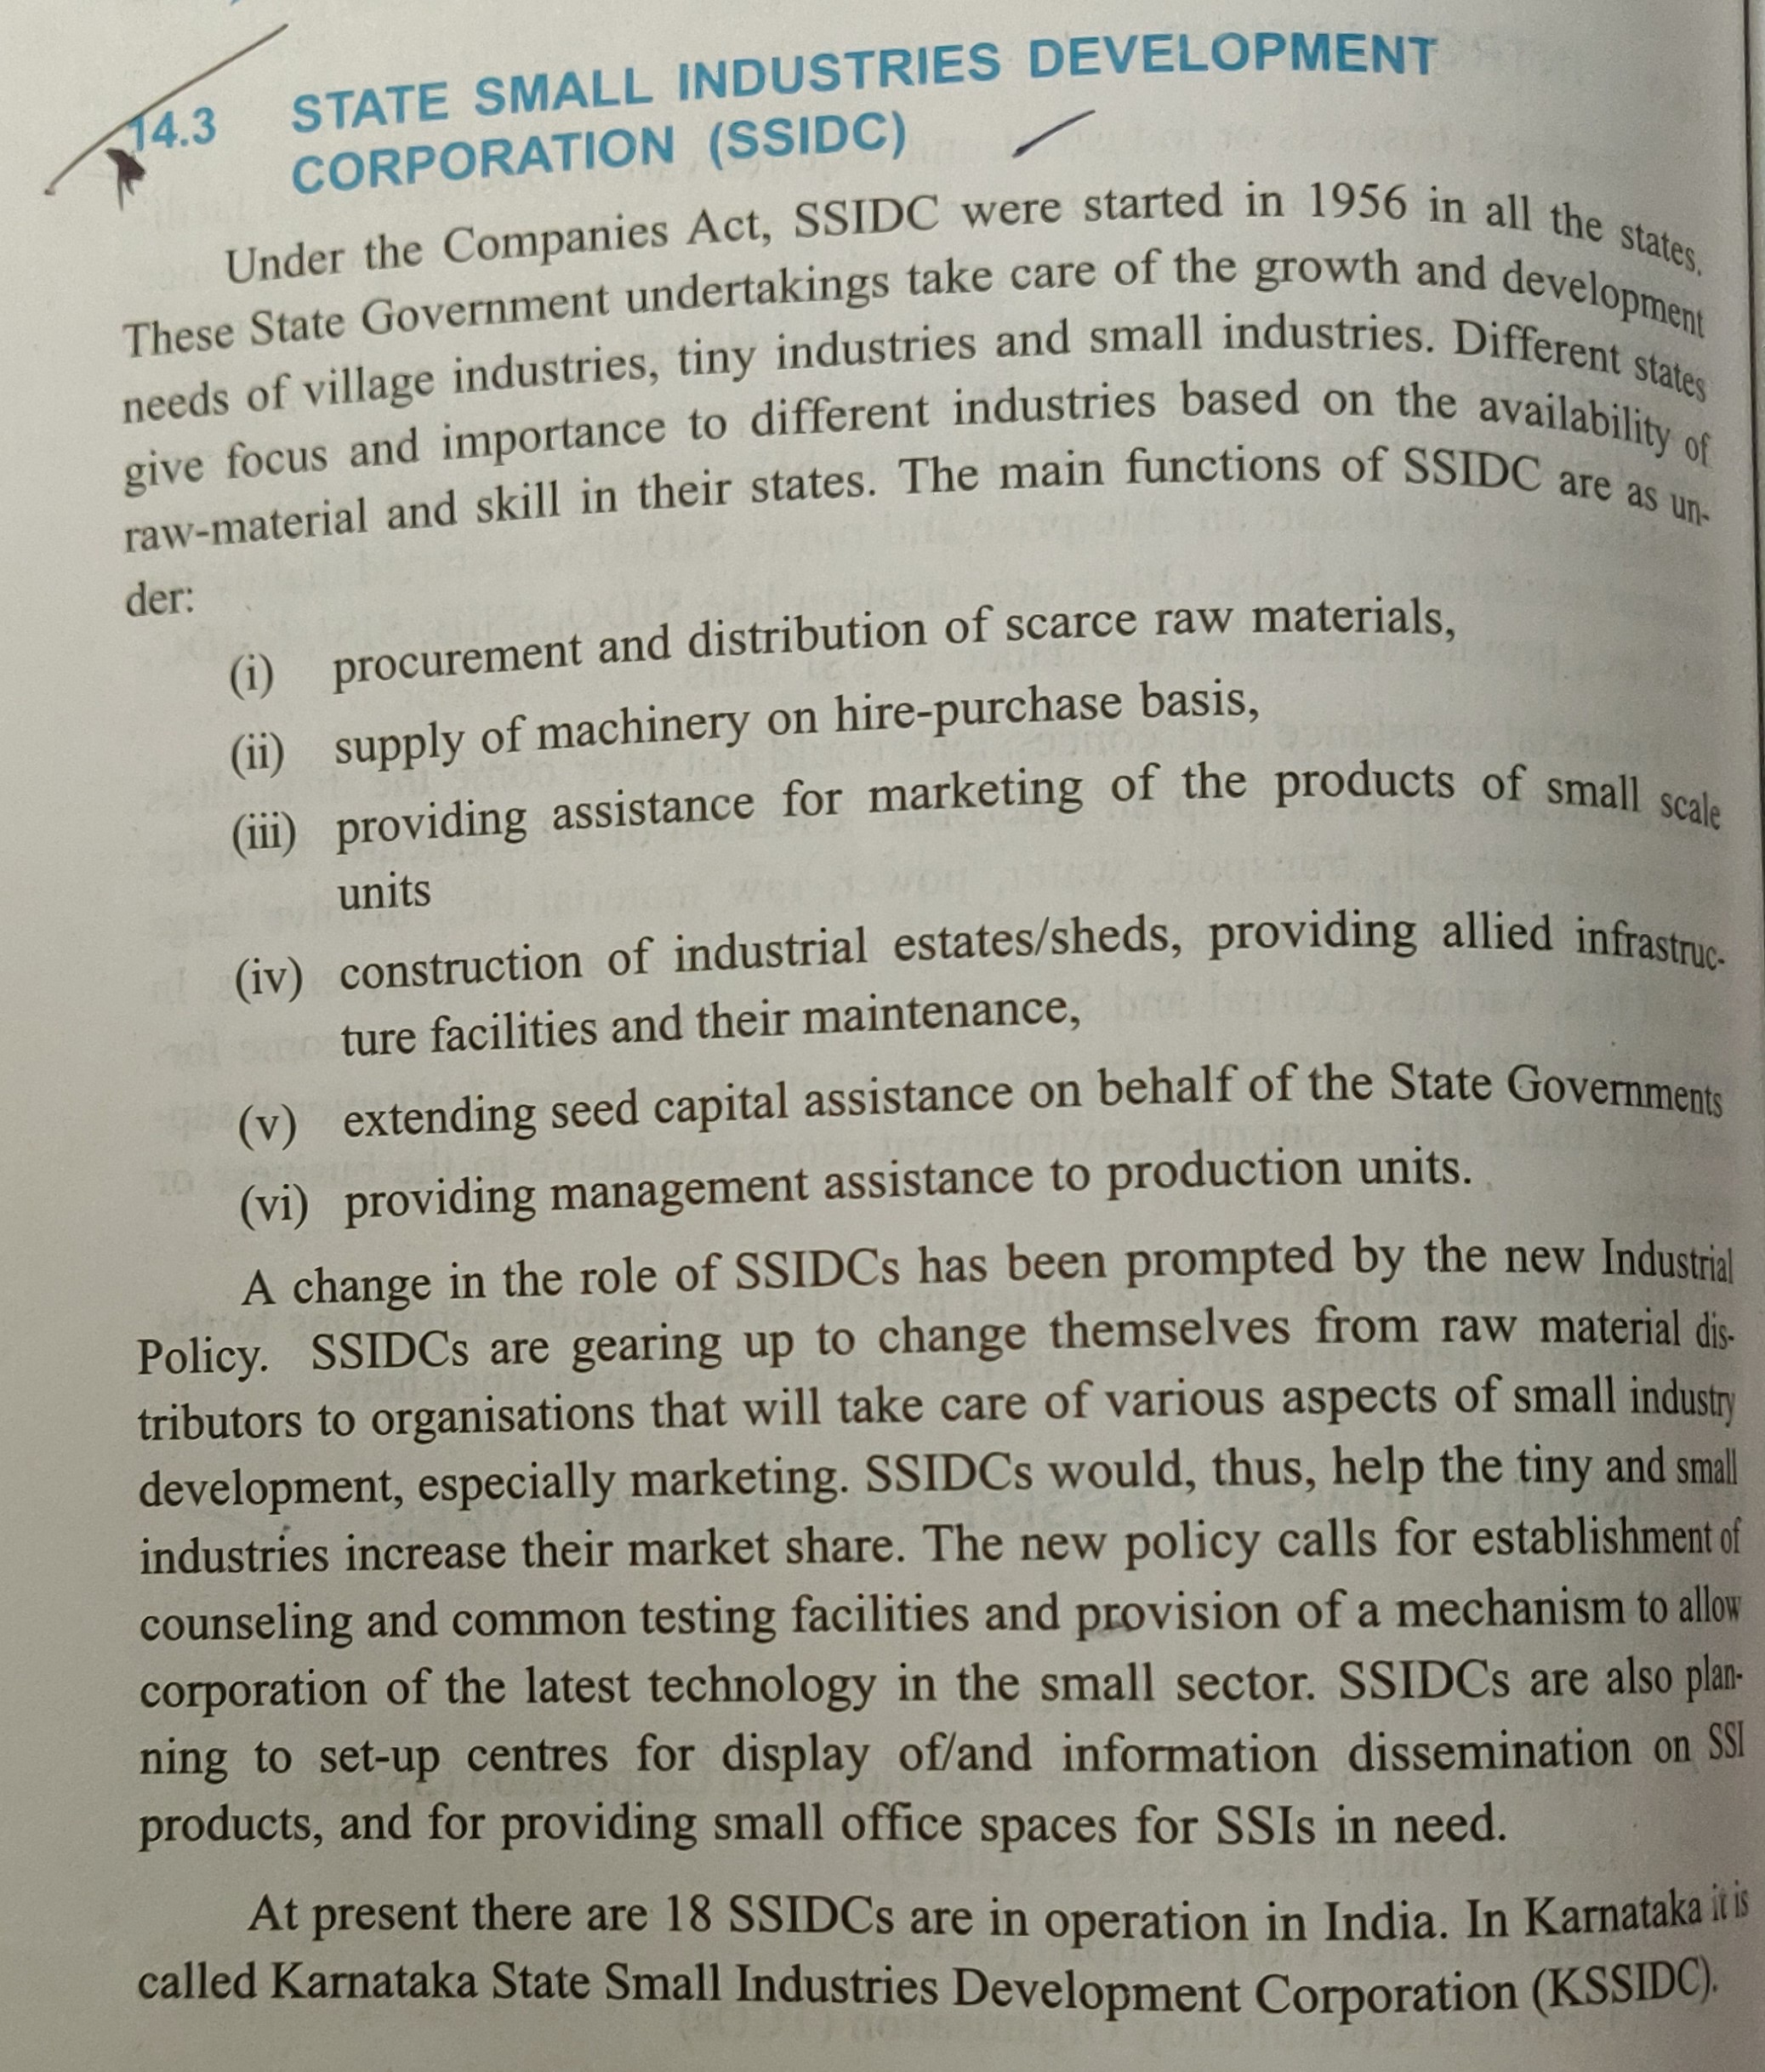 14.3 STATE SMALL INDUSTRIES DEVELOPMENT
CORPORATION (SSIDC)
Under the Companies Act, SSIDC were started in 1956 in all the states.
These State Government undertakings take care of the growth and development
needs of village industries, tiny industries and small industries. Different states
give focus and importance to different industries based on the availability of
raw-material and skill in their states. The main functions of SSIDC are as un-
der:
(i) procurement and distribution of scarce raw materials,
(ii) supply of machinery on hire-purchase basis,
(iii) providing assistance for marketing of the products of small scale
units
(iv) construction of industrial estates/sheds, providing allied infrastruc-
ture facilities and their maintenance,
(v) extending seed capital assistance on behalf of the State Governments
(vi) providing management assistance to production units.
A change in the role of SSIDCs has been prompted by the new Industrial
Policy. SSIDCs are gearing up to change themselves from raw material dis-
tributors to organisations that will take care of various aspects of small industry
development, especially marketing. SSIDCs would, thus, help the tiny and small
industries increase their market share. The new policy calls for establishment of
counseling and common testing facilities and provision of a mechanism to allow
corporation of the latest technology in the small sector. SSIDCs are also plan-
ning to set-up centres for display of/and information dissemination on SSI
products, and for providing small office spaces for SSIs in need.
At present there are 18 SSIDCs are in operation in India. In Karnataka it is
called Karnataka State Small Industries Development Corporation (KSSIDC).